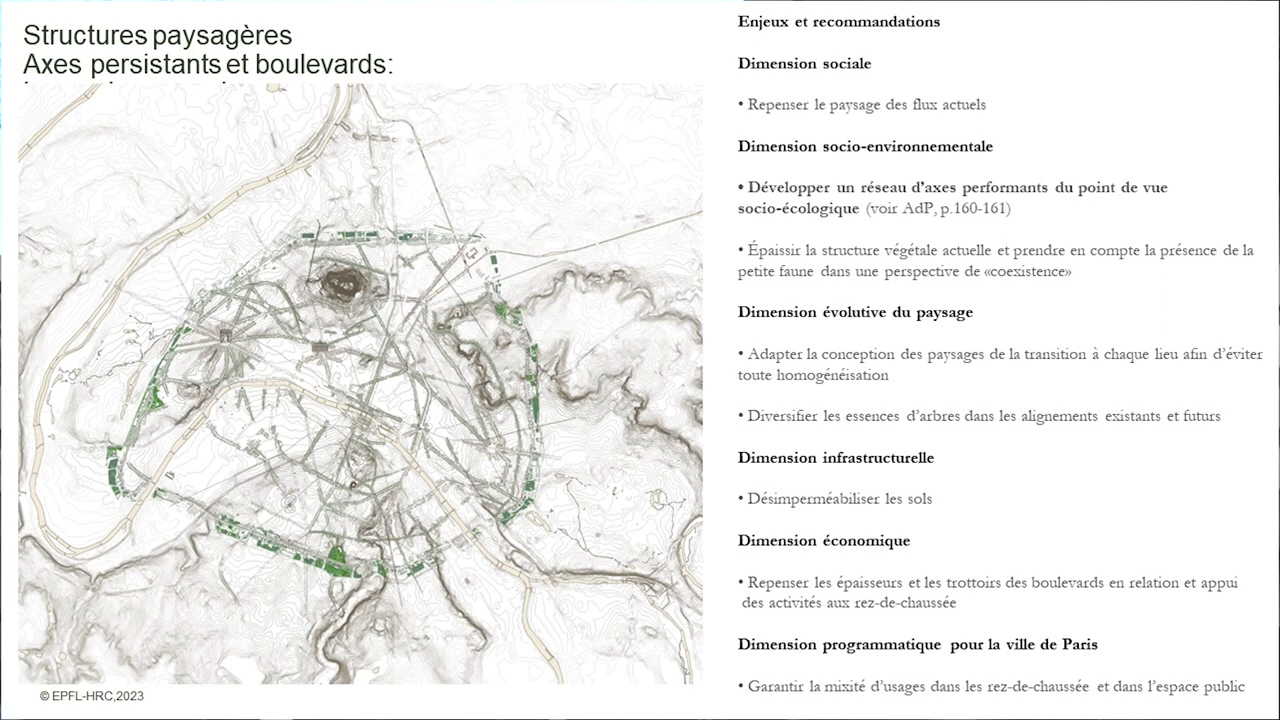 Structures paysagères
Axes persistants et boulevards:
Enjeux et recommandations
Dimension sociale
• Repenser le paysage des flux actuels
Dimension socio-environnementale
• Développer un réseau d'axes performants du point de vue
socio-écologique (voir AdP, p.160-161)
• Épaissir la structure végétale actuelle et prendre en compte la présence de la
petite faune dans une perspective de «coexistence»
Dimension évolutive du paysage
• Adapter la conception des paysages de la transition à chaque lieu afin d'éviter
toute homogénéisation
• Diversifier les essences d'arbres dans les alignements existants et futurs
Dimension infrastructurelle
• Désimperméabiliser les sols
Dimension économique
• Repenser les épaisseurs et les trottoirs des boulevards en relation et appui
des activités aux rez-de-chaussée
Dimension programmatique pour la ville de Paris
• Garantir la mixité d'usages dans les rez-de-chaussée et dans l'espace public
© EPFL-HRC,2023